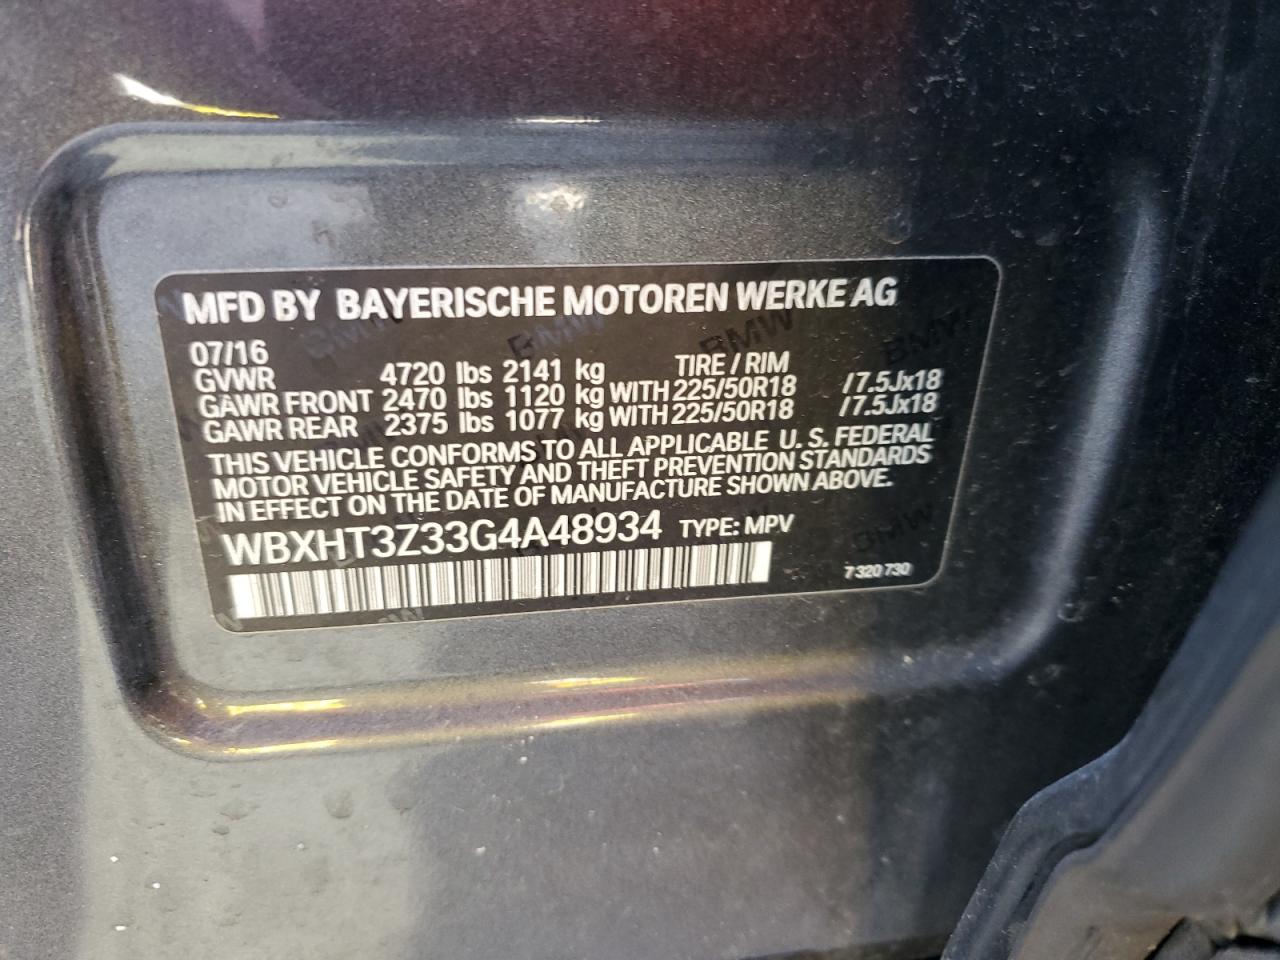 MFD BY BAYERISCHE MOTOREN WERKE AG
07/16
GVWR 4720 lbs 2141 kg TIRE / RIM
GAWR FRONT 2470 lbs 1120 kg WITH 225/50R18 /7.5Jx18
GAWR REAR 2375 lbs 1077 kg WITH 225/50R18 /7.5Jx18
THIS VEHICLE CONFORMS TO ALL APPLICABLE U. S. FEDERAL
MOTOR VEHICLE SAFETY AND THEFT PREVENTION STANDARDS
IN EFFECT ON THE DATE OF MANUFACTURE SHOWN ABOVE.
WBXHT3Z33G4A48934 TYPE: MPV
7 320 730